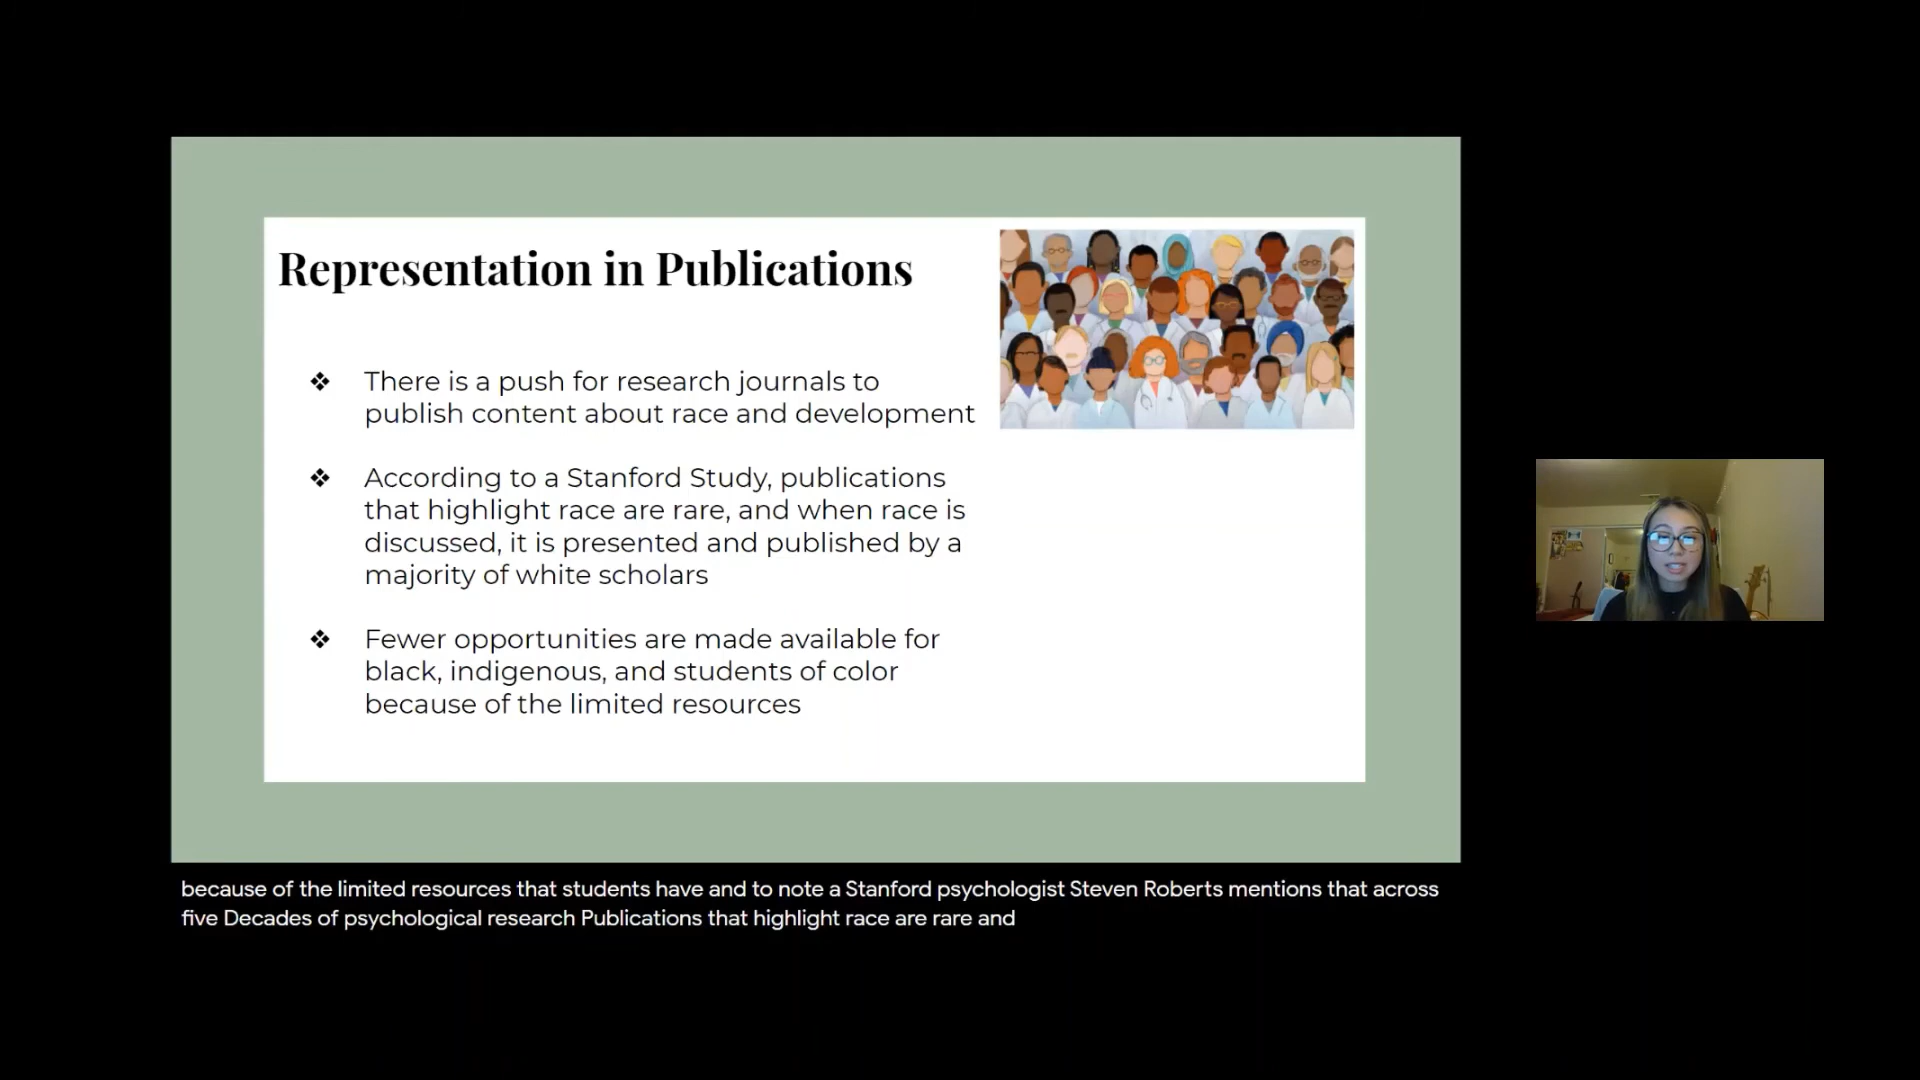 Representation in Publications
❖ There is a push for research journals to
publish content about race and development
❖ According to a Stanford Study, publications
that highlight race are rare, and when race is
discussed, it is presented and published by a
majority of white scholars
❖ Fewer opportunities are made available for
black, indigenous, and students of color
because of the limited resources
because of the limited resources that students have and to note a Stanford psychologist Steven Roberts mentions that across
five Decades of psychological research Publications that highlight race are rare and